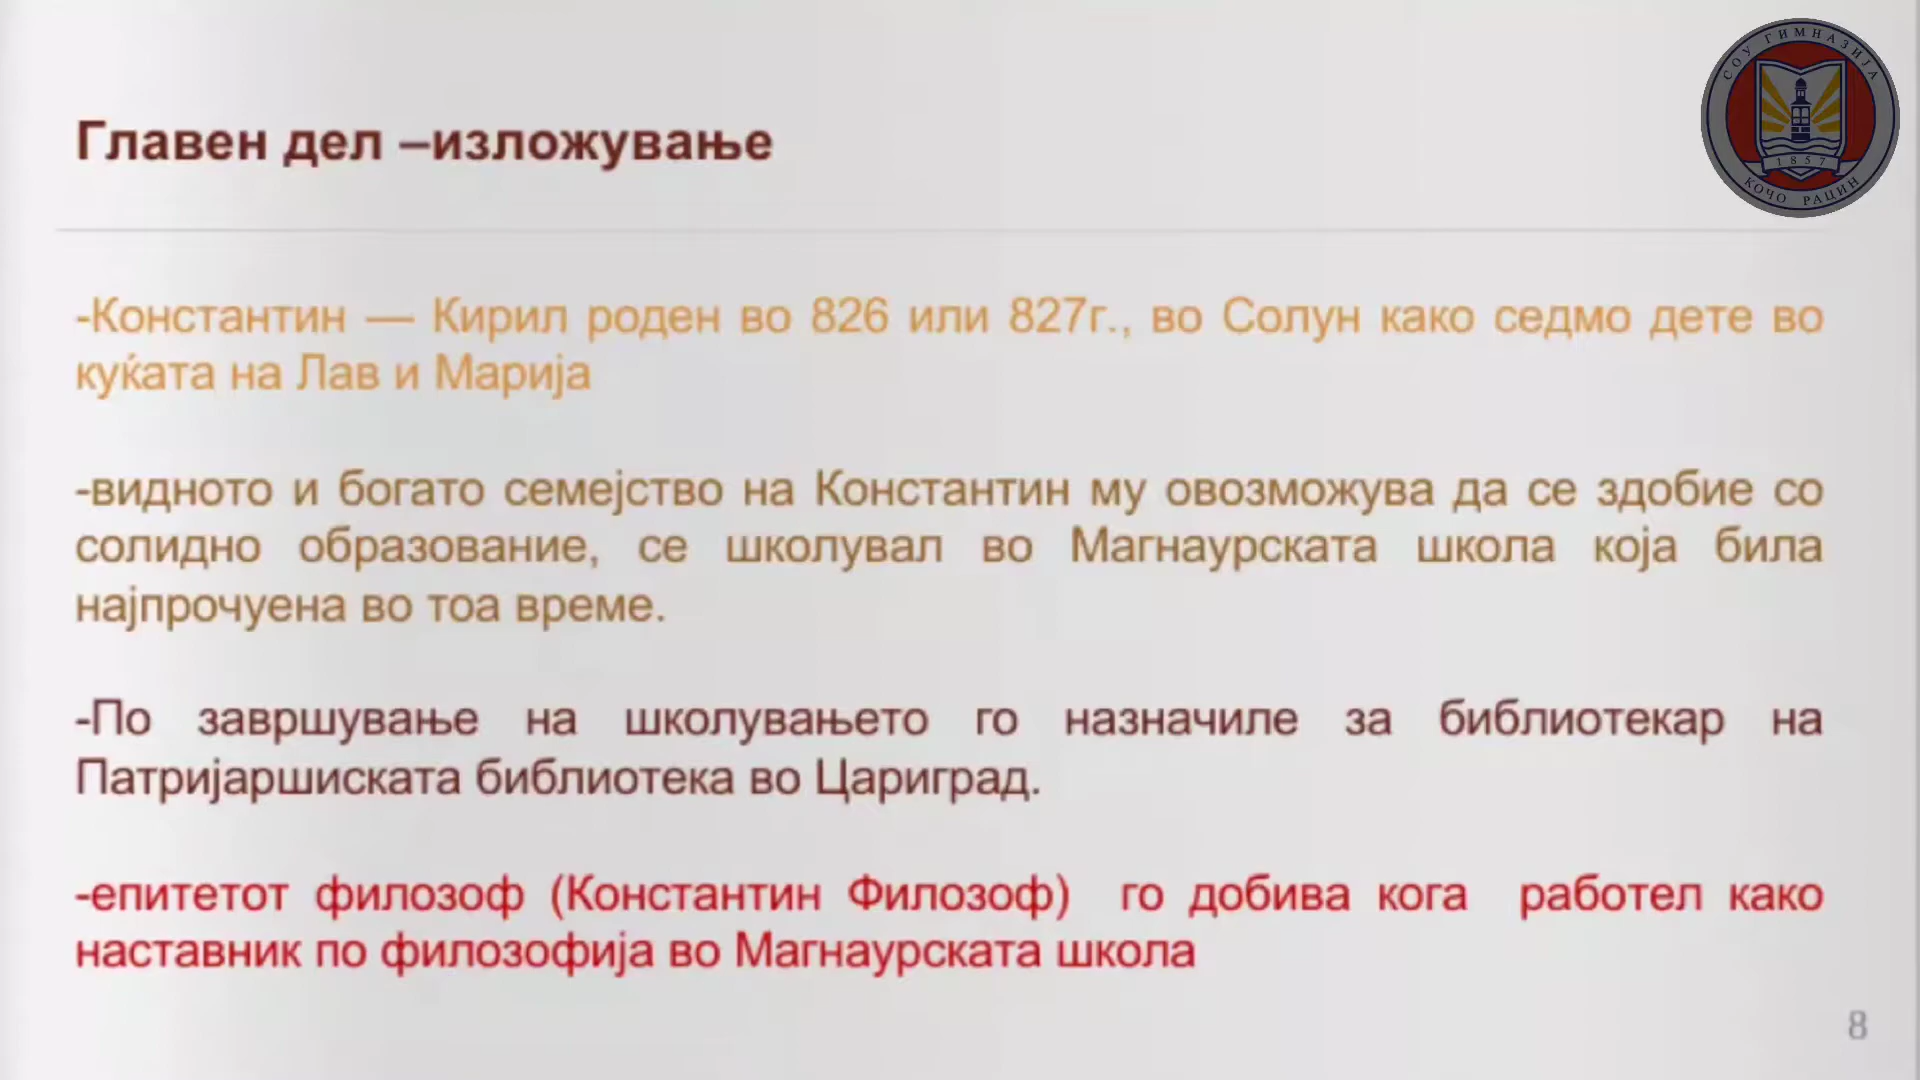 СОУ ГИМНАЗИЈА
1857
КОЧО РАЦИН
Главен дел –изложување
-Константин — Кирил роден во 826 или 827г., во Солун како седмо дете во
куќата на Лав и Марија
-видното и богато семејство на Константин му овозможува да се здобие со
солидно образование, се школувал во Магнаурската школа која била
најпрочуена во тоа време.
-По завршување на школувањето го назначиле за библиотекар на
Патријаршиската библиотека во Цариград.
-епитетот филозоф (Константин Филозоф) го добива кога работел како
наставник по филозофија во Магнаурската школа
8